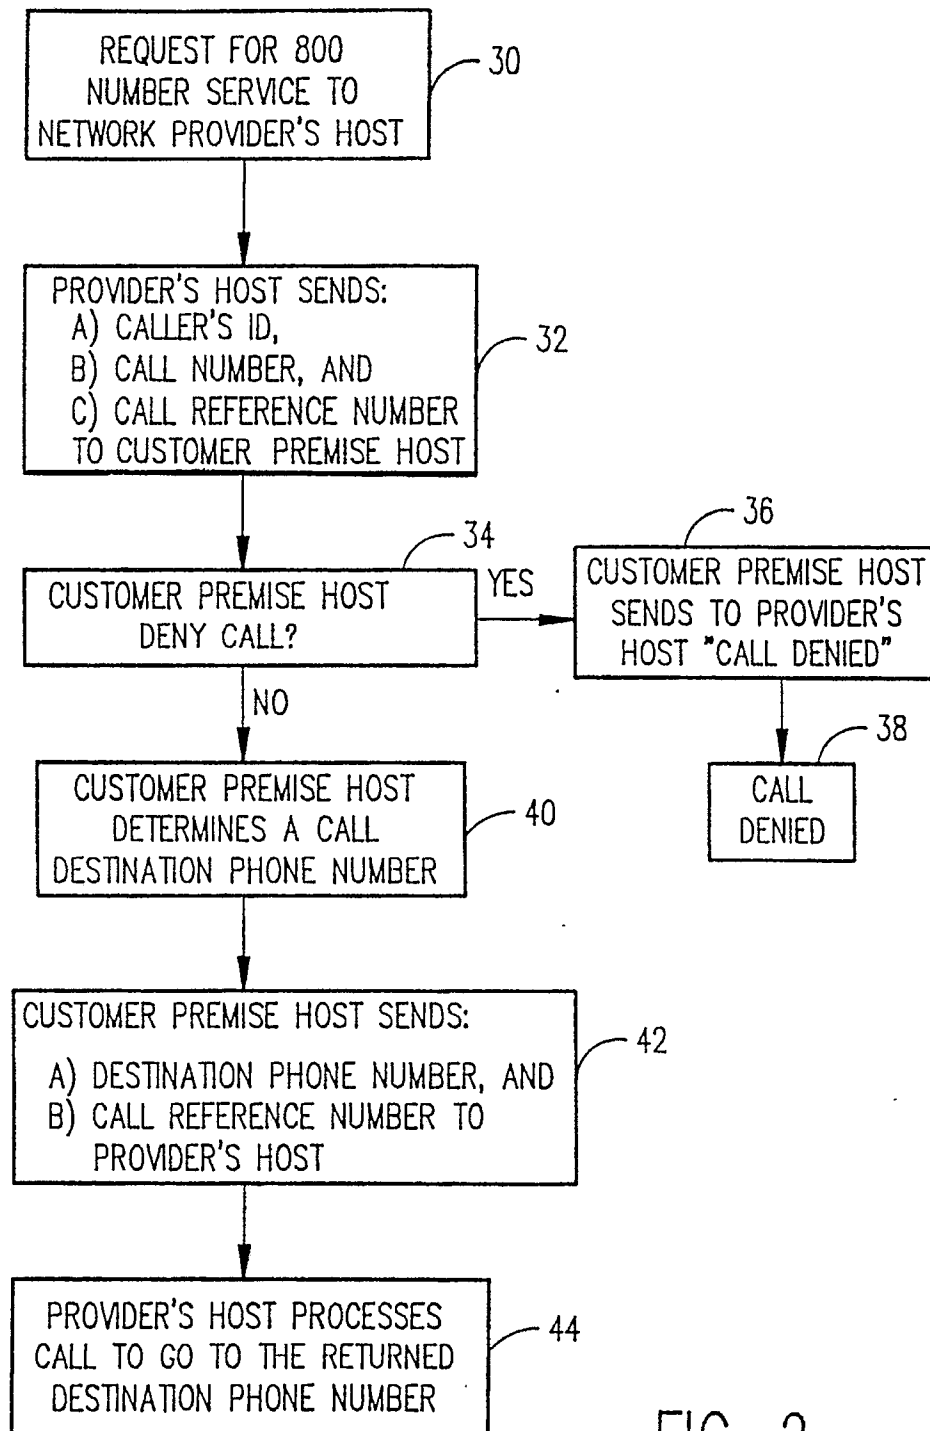 REQUEST FOR 800
NUMBER SERVICE TO
NETWORK PROVIDER'S HOST
30
PROVIDER'S HOST SENDS:
A) CALLER'S ID,
B) CALL NUMBER, AND
C) CALL REFERENCE NUMBER
TO CUSTOMER PREMISE HOST
32
34
CUSTOMER PREMISE HOST
DENY CALL?
YES
36
CUSTOMER PREMISE HOST
SENDS TO PROVIDER'S
HOST "CALL DENIED"
NO
38
CALL
DENIED
CUSTOMER PREMISE HOST
DETERMINES A CALL
DESTINATION PHONE NUMBER
40
CUSTOMER PREMISE HOST SENDS:
A) DESTINATION PHONE NUMBER, AND
B) CALL REFERENCE NUMBER TO
PROVIDER'S HOST
42
PROVIDER'S HOST PROCESSES
CALL TO GO TO THE RETURNED
DESTINATION PHONE NUMBER
44
FIG.